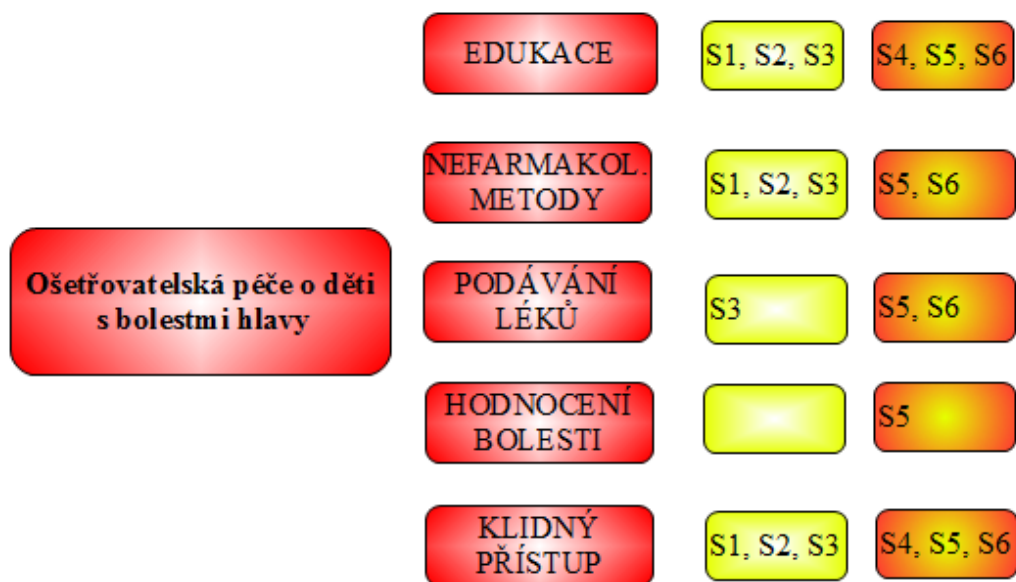 EDUKACE
S1, S2, S3
S4, S5, S6
NEFARMAKOL.
METODY
S1, S2, S3
S5, S6
Ošetřovatelská péče o děti
s bolestmi hlavy
PODÁVÁNÍ
LÉKŮ
S3
S5, S6
HODNOCENÍ
BOLESTI
S5
KLIDNÝ
PŘÍSTUP
S1, S2, S3
S4, S5, S6